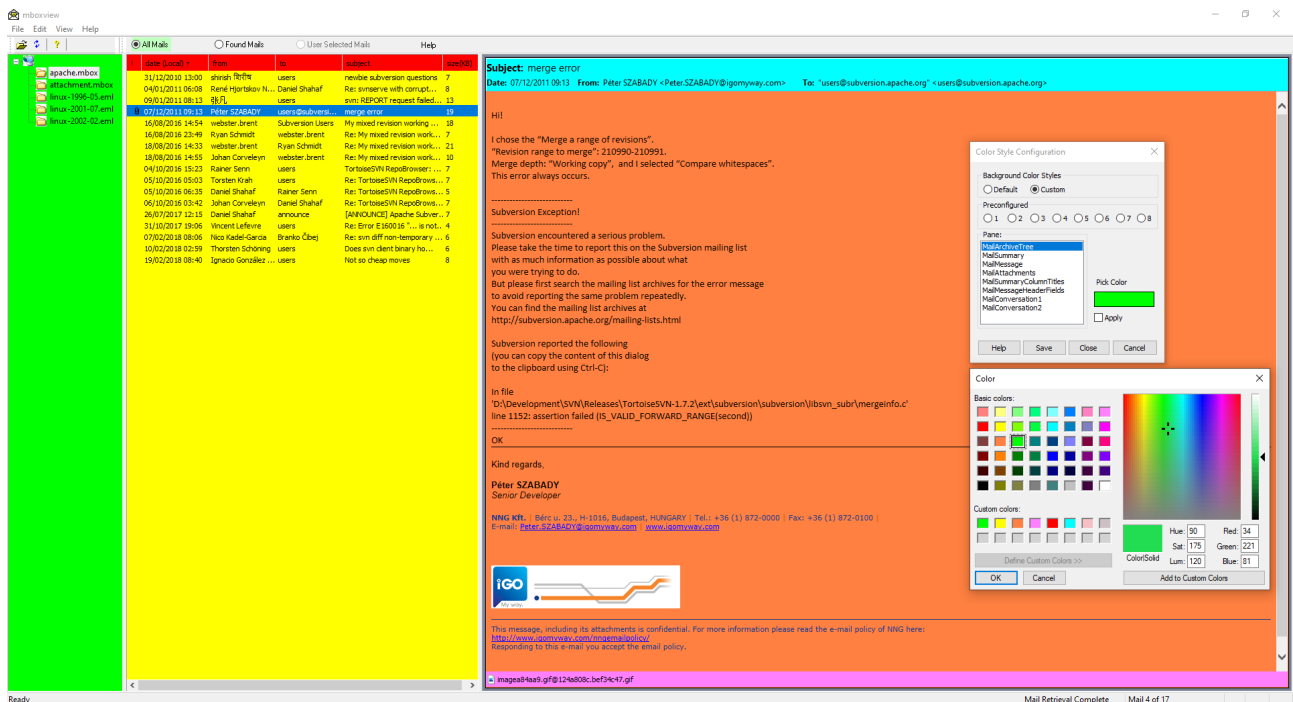 mboxview
File Edit View Help
All Mails Found Mails User Selected Mails Help
apache.mbox
attachment.mbox
linux-1996-05.eml
linux-2001-07.eml
linux-2002-02.eml
! date (Local) ↑ from to subject size(KB)
31/12/2010 13:00 shirish शिरीष users newbie subversion questions 7
04/01/2011 06:08 René Hjortskov N... Daniel Shahaf Re: svnserve with corrupt... 8
09/01/2011 08:13 张凡 users svn: REPORT request failed... 13
07/12/2011 09:13 Péter SZABADY users@subversi... merge error 19
16/08/2016 14:54 webster.brent Subversion Users My mixed revision working ... 18
16/08/2016 23:49 Ryan Schmidt webster.brent Re: My mixed revision work... 7
18/08/2016 14:33 webster.brent Ryan Schmidt Re: My mixed revision work... 21
18/08/2016 14:55 Johan Corveleyn webster.brent Re: My mixed revision work... 10
04/10/2016 15:23 Rainer Senn users TortoiseSVN RepoBrowser: ... 7
05/10/2016 05:03 Torsten Krah users Re: TortoiseSVN RepoBrows... 7
05/10/2016 06:35 Daniel Shahaf Rainer Senn Re: TortoiseSVN RepoBrows... 5
06/10/2016 03:42 Johan Corveleyn Daniel Shahaf Re: TortoiseSVN RepoBrows... 7
26/07/2017 12:15 Daniel Shahaf announce [ANNOUNCE] Apache Subver... 7
31/10/2017 19:06 Vincent Lefevre users Re: Error E160016 "... is not... 4
07/02/2018 08:06 Nico Kadel-Garcia Branko Čibej Re: svn diff non-temporary ... 6
10/02/2018 02:59 Thorsten Schöning users Does svn client binary ho... 6
19/02/2018 08:40 Ignacio González ... users Not so cheap moves 8
Subject: merge error
Date: 07/12/2011 09:13 From: Péter SZABADY <Peter.SZABADY@igomyway.com> To: "users@subversion.apache.org" <users@subversion.apache.org>
Hi!
I chose the “Merge a range of revisions”.
“Revision range to merge”: 210990-210991.
Merge depth: “Working copy”, and I selected “Compare whitespaces”.
This error always occurs.
---------------------------
Subversion Exception!
---------------------------
Subversion encountered a serious problem.
Please take the time to report this on the Subversion mailing list
with as much information as possible about what
you were trying to do.
But please first search the mailing list archives for the error message
to avoid reporting the same problem repeatedly.
You can find the mailing list archives at
http://subversion.apache.org/mailing-lists.html
Subversion reported the following
(you can copy the content of this dialog
to the clipboard using Ctrl-C):
In file
'D:\Development\SVN\Releases\TortoiseSVN-1.7.2\ext\subversion\subversion\libsvn_subr\mergeinfo.c'
line 1152: assertion failed (IS_VALID_FORWARD_RANGE(second))
---------------------------
OK
Kind regards,
Péter SZABADY
Senior Developer
NNG Kft. | Bérc u. 23., H-1016, Budapest, HUNGARY | Tel.: +36 (1) 872-0000 | Fax: +36 (1) 872-0100 |
E-mail: Peter.SZABADY@igomyway.com | www.igomyway.com
iGO
My way.
This message, including its attachments is confidential. For more information please read the e-mail policy of NNG here:
http://www.igomyway.com/nngemailpolicy/
Responding to this e-mail you accept the email policy.
imagea84aa9.gif@124a808c.bef34c47.gif
Color Style Configuration
Background Color Styles
Default Custom
Preconfigured
1 2 3 4 5 6 7 8
Pane:
MailArchiveTree
MailSummary
MailMessage
MailAttachments
MailSummaryColumnTitles
MailMessageHeaderFields
MailConversation1
MailConversation2
Pick Color
Apply
Help Save Close Cancel
Color
Basic colors:
Custom colors:
Define Custom Colors >>
OK Cancel
Color|Solid
Hue: 90 Red: 34
Sat: 175 Green: 221
Lum: 120 Blue: 81
Add to Custom Colors
Ready
Mail Retrieval Complete Mail 4 of 17